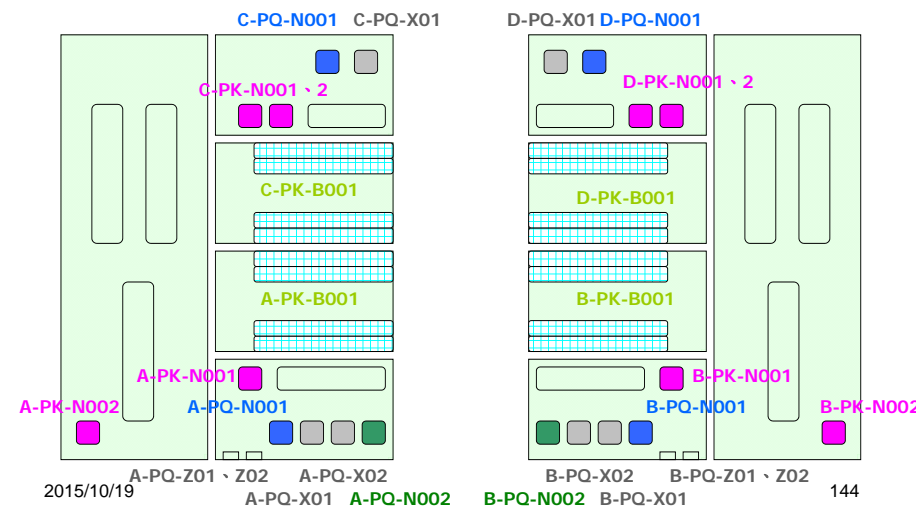 C-PQ-N001 C-PQ-X01 D-PQ-X01 D-PQ-N001
C-PK-N001、2 D-PK-N001、2
C-PK-B001 D-PK-B001
A-PK-B001 B-PK-B001
A-PK-N001 B-PK-N001
A-PK-N002 A-PQ-N001 B-PQ-N001 B-PK-N002
A-PQ-Z01、Z02 A-PQ-X02 B-PQ-X02 B-PQ-Z01、Z02
2015/10/19 A-PQ-X01 A-PQ-N002 B-PQ-N002 B-PQ-X01 144